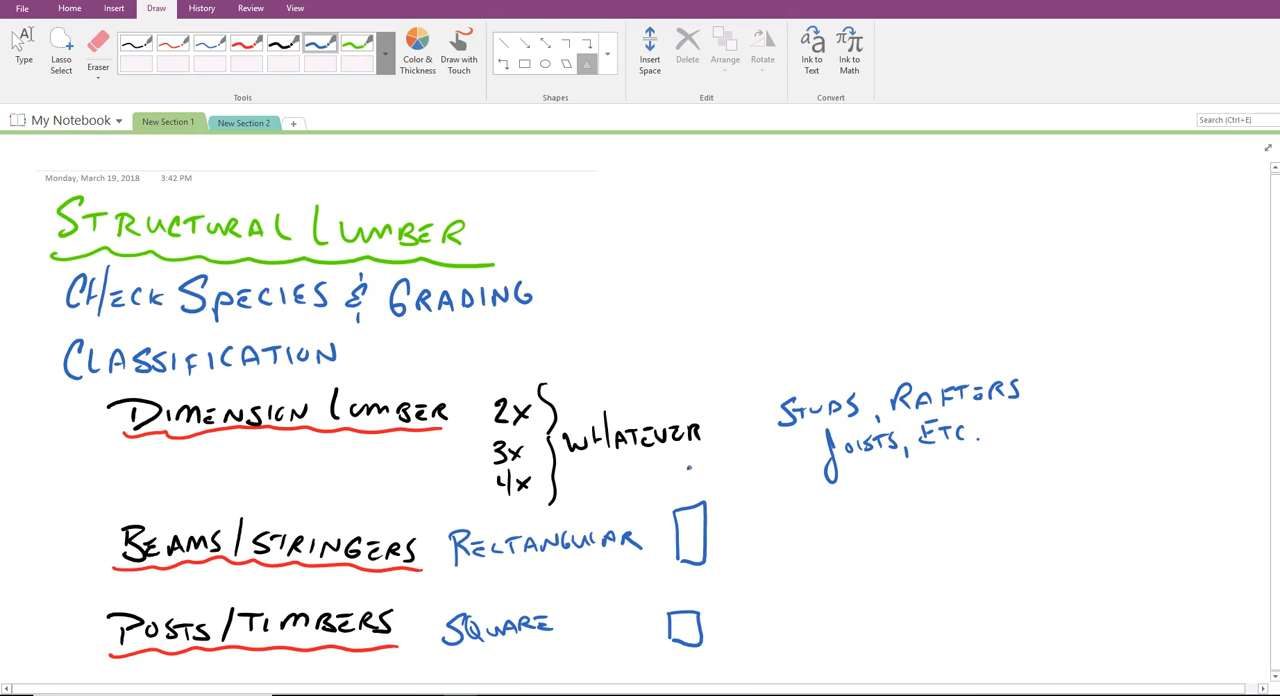 File Home Insert Draw History Review View
Type Lasso Select Eraser Color & Thickness Draw with Touch Insert Space Delete Arrange Rotate Ink to Text Ink to Math
Tools Shapes Edit Convert
My Notebook New Section 1 New Section 2 + Search (Ctrl+E)
Monday, March 19, 2018 3:42 PM
STRUCTURAL LUMBER
CHECK SPECIES & GRADING
CLASSIFICATION
DIMENSION LUMBER 2x WHATEVER STUDS, RAFTERS
3x JOISTS, ETC.
4x
BEAMS/STRINGERS RECTANGULAR
POSTS/TIMBERS SQUARE